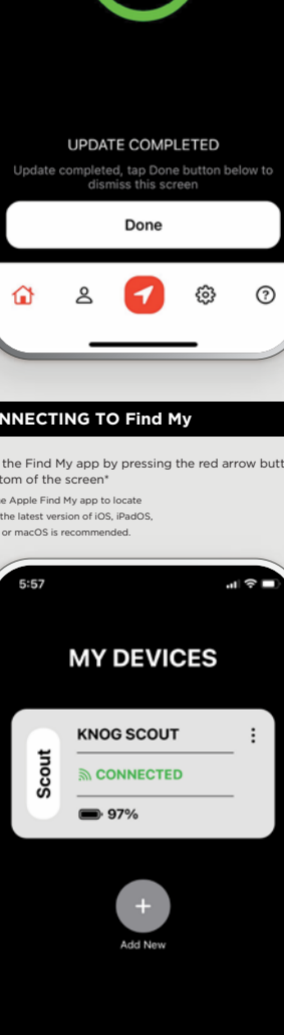 UPDATE COMPLETED
Update completed, tap Done button below to
dismiss this screen
Done
NNECTING TO Find My
the Find My app by pressing the red arrow butt
tom of the screen*
e Apple Find My app to locate
the latest version of iOS, iPadOS,
or macOS is recommended.
5:57
MY DEVICES
Scout
KNOG SCOUT
CONNECTED
97%
Add New